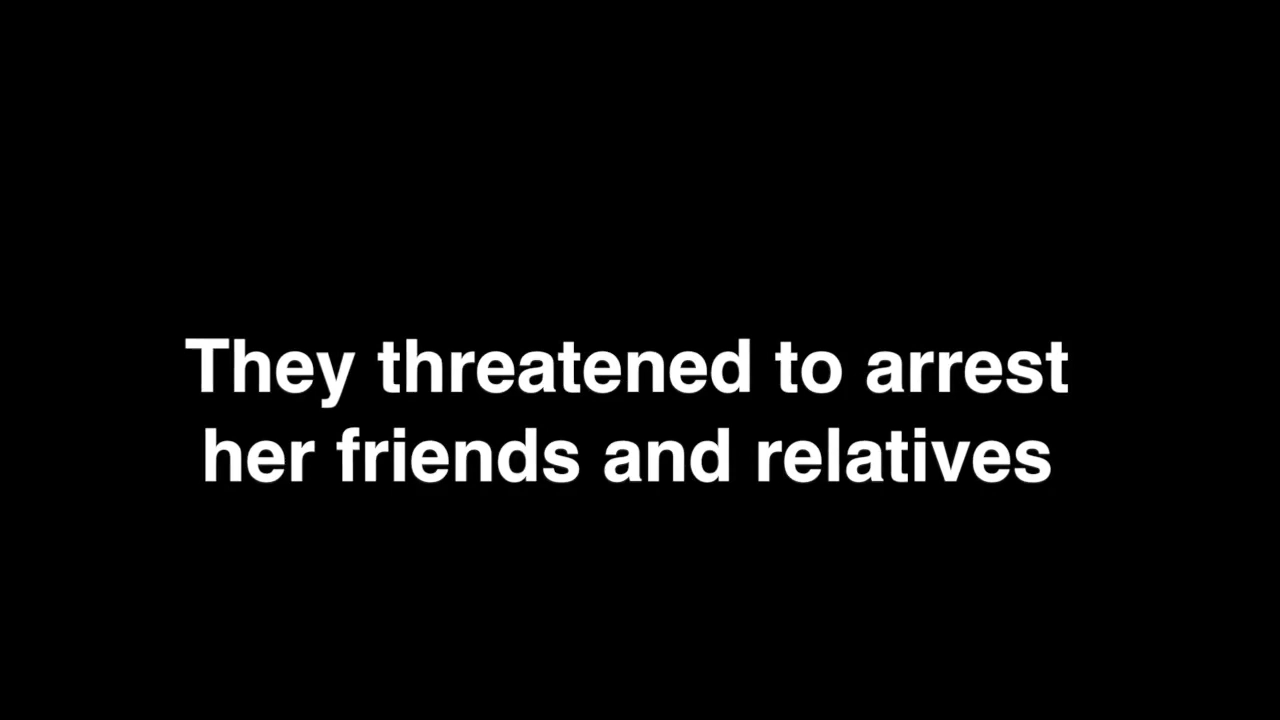 They threatened to arrest
her friends and relatives